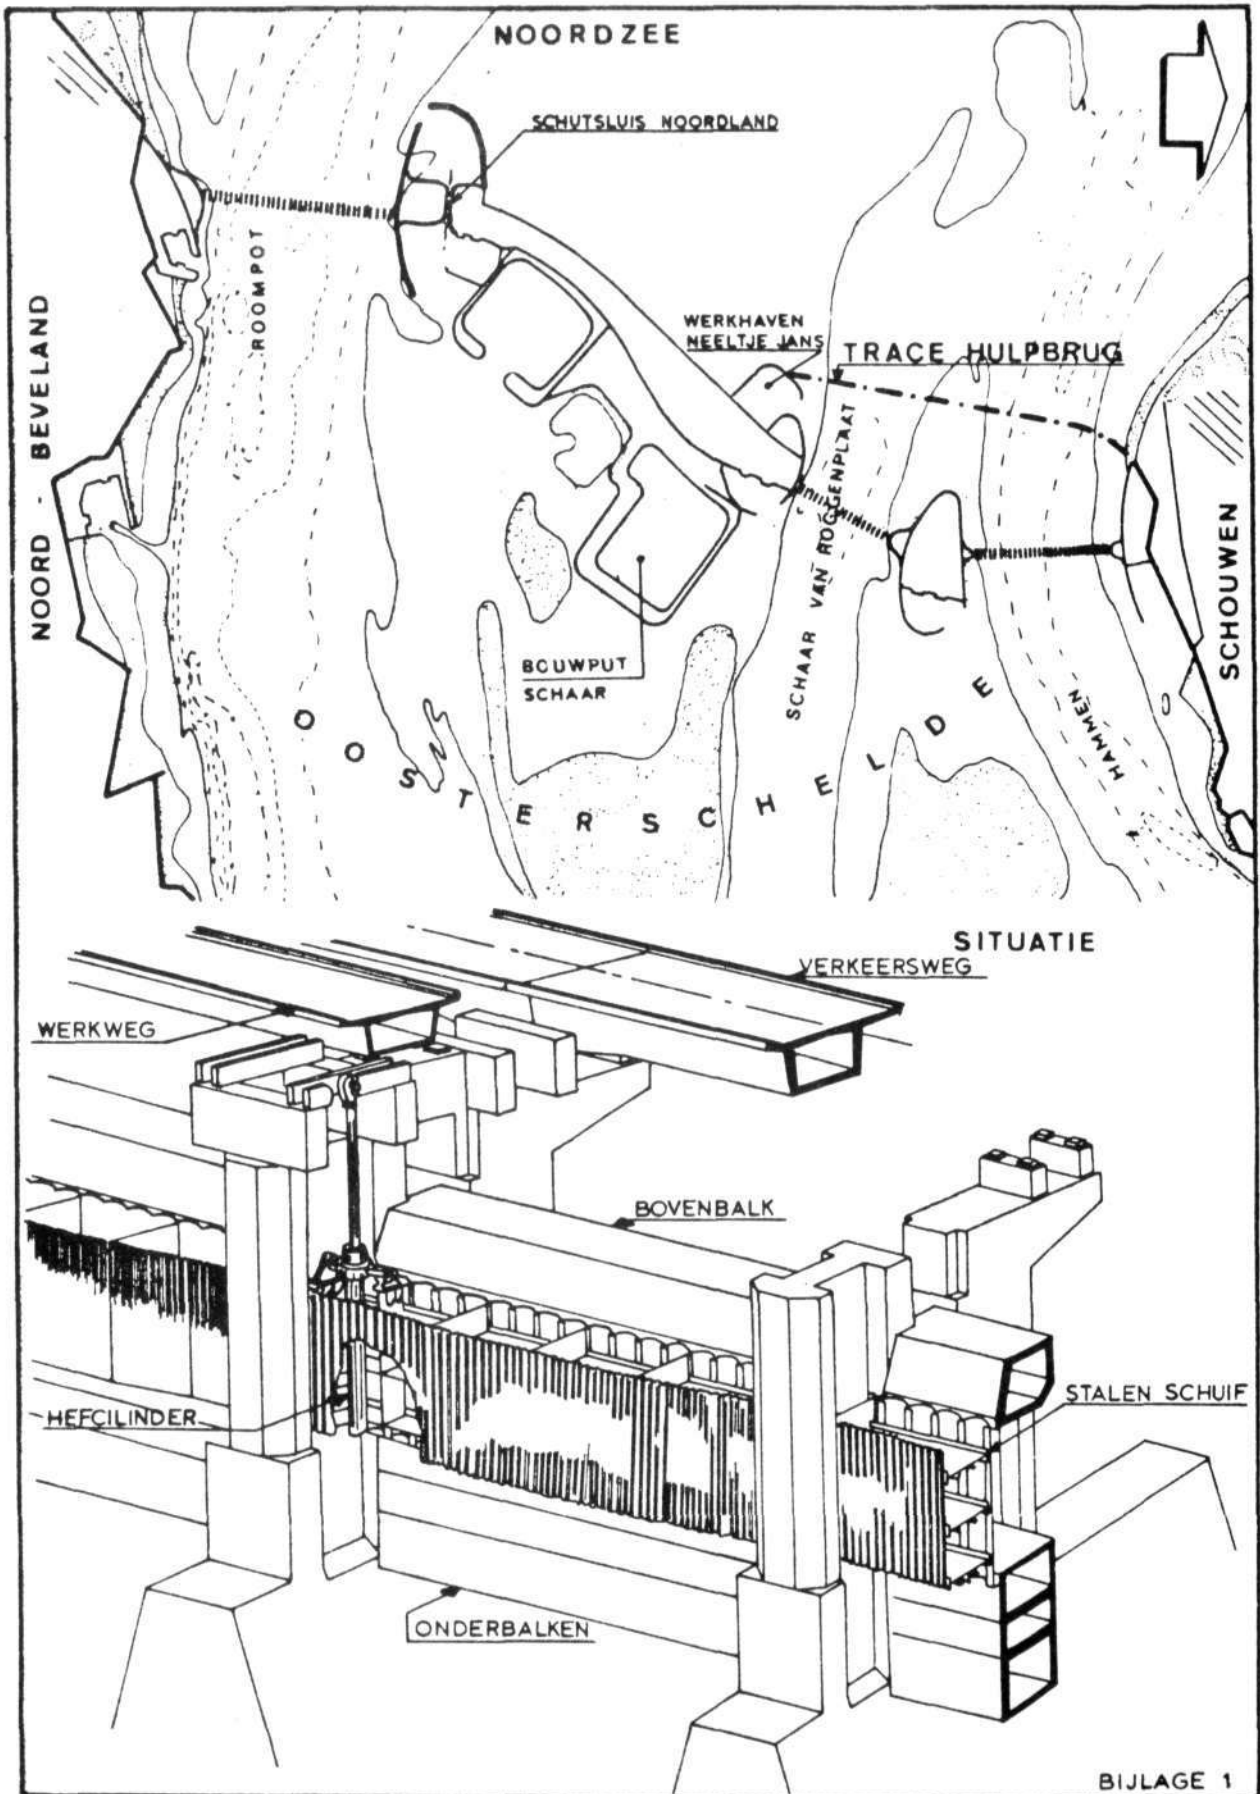 NOORDZEE
SCHUTSLUIS NOORDLAND
ROOMPOT
NOORD - BEVELAND
WERKHAVEN
NEELTJE JANS
TRACE HULPBRUG
SCHAAR VAN ROGGENPLAAT
SCHOUWEN
BOUWPUT
SCHAAR
HAMMEN
OOSTERSCHELDE
SITUATIE
VERKEERSWEG
WERKWEG
BOVENBALK
STALEN SCHUIF
HEFCILINDER
ONDERBALKEN
BIJLAGE 1